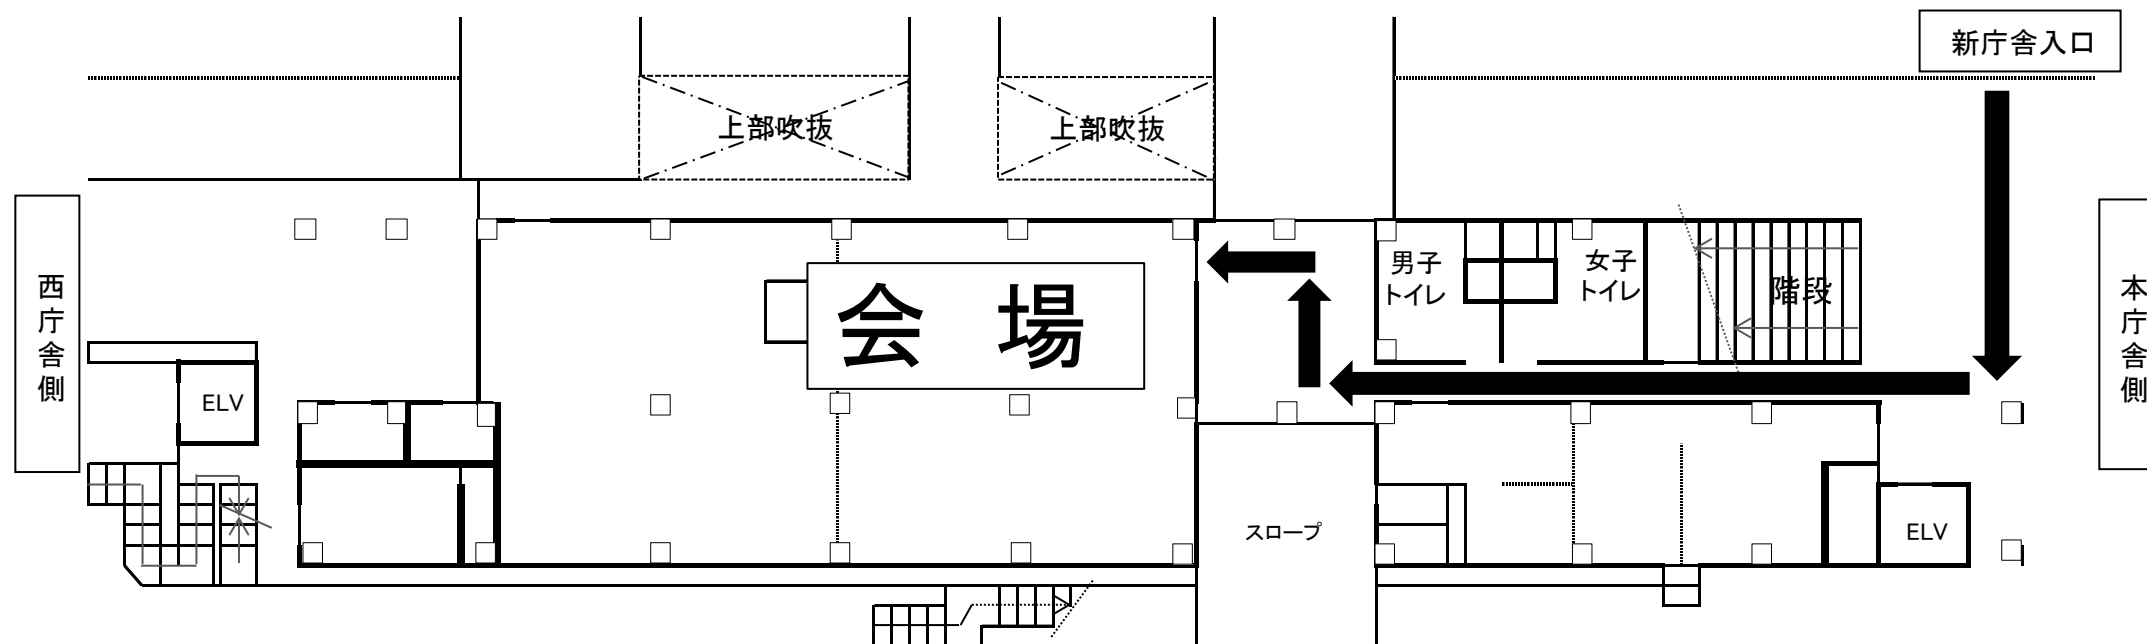 新庁舎入口
上部吹抜
上部吹抜
西庁舎側
会場
男子
トイレ
女子
トイレ
階段
本庁舎側
ELV
スロープ
ELV